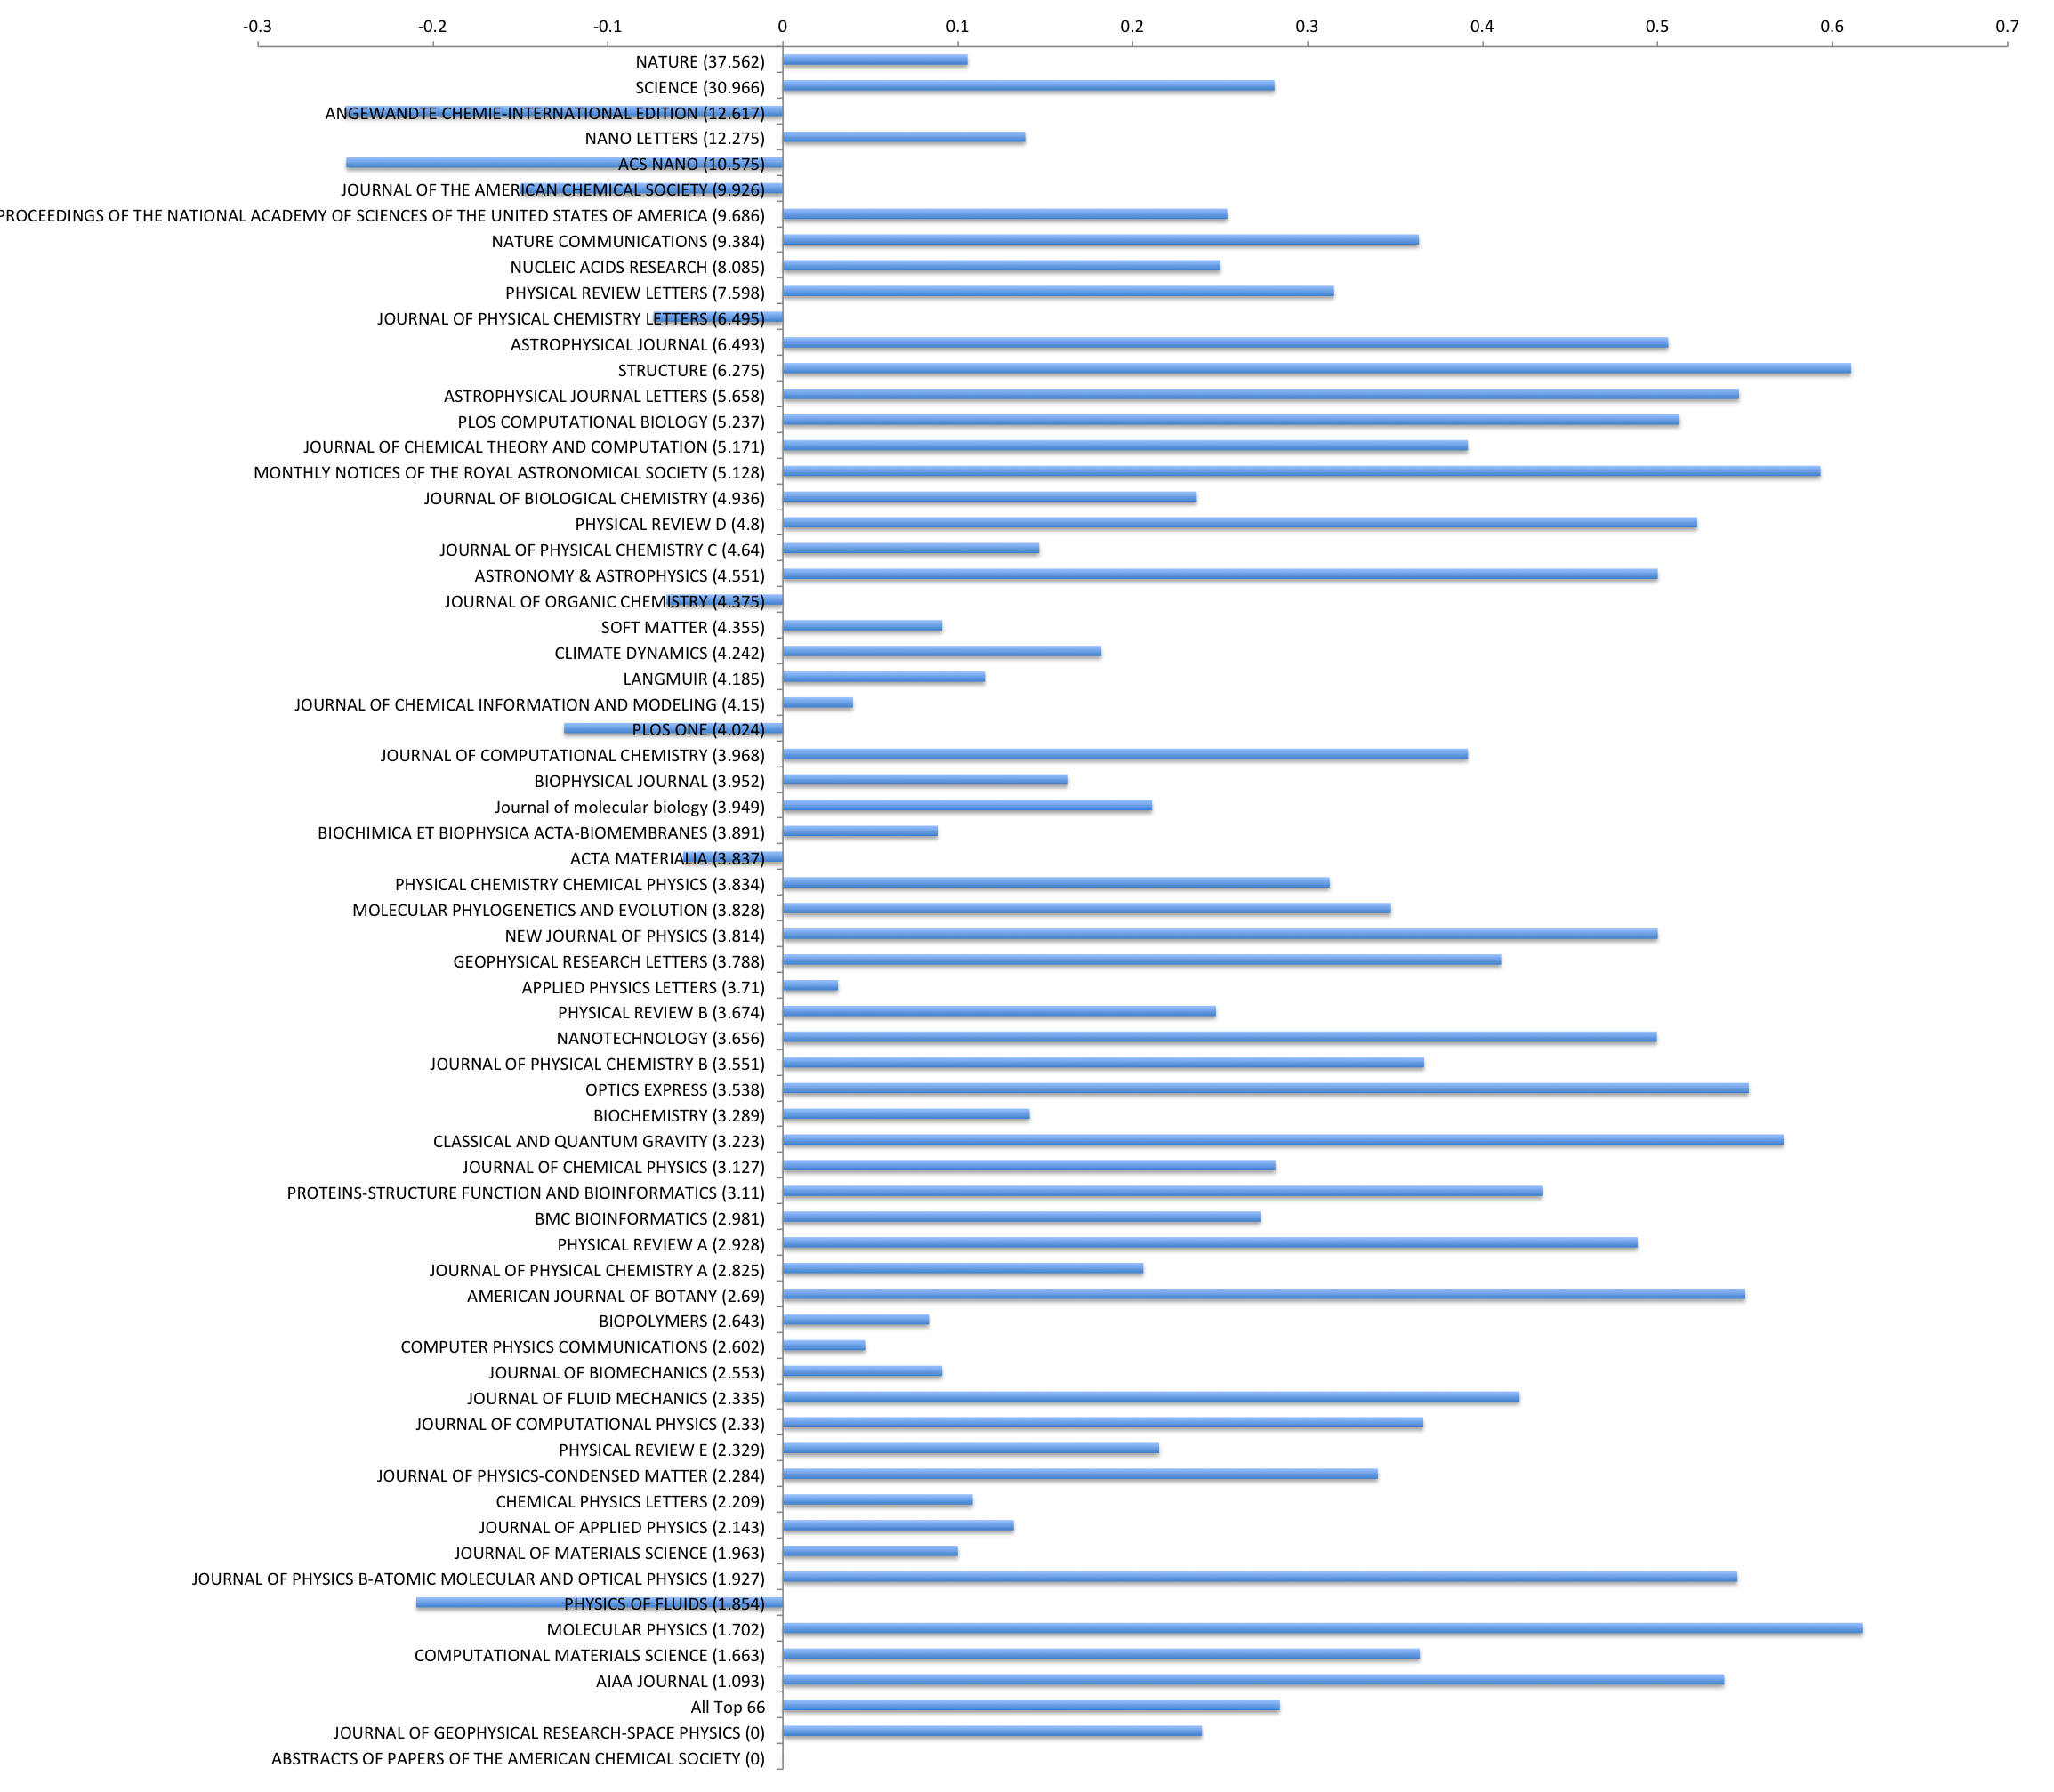 -0.3 -0.2 -0.1 0 0.1 0.2 0.3 0.4 0.5 0.6 0.7
NATURE (37.562)
SCIENCE (30.966)
ANGEWANDTE CHEMIE-INTERNATIONAL EDITION (12.617)
NANO LETTERS (12.275)
ACS NANO (10.575)
JOURNAL OF THE AMERICAN CHEMICAL SOCIETY (9.926)
PROCEEDINGS OF THE NATIONAL ACADEMY OF SCIENCES OF THE UNITED STATES OF AMERICA (9.686)
NATURE COMMUNICATIONS (9.384)
NUCLEIC ACIDS RESEARCH (8.085)
PHYSICAL REVIEW LETTERS (7.598)
JOURNAL OF PHYSICAL CHEMISTRY LETTERS (6.495)
ASTROPHYSICAL JOURNAL (6.493)
STRUCTURE (6.275)
ASTROPHYSICAL JOURNAL LETTERS (5.658)
PLOS COMPUTATIONAL BIOLOGY (5.237)
JOURNAL OF CHEMICAL THEORY AND COMPUTATION (5.171)
MONTHLY NOTICES OF THE ROYAL ASTRONOMICAL SOCIETY (5.128)
JOURNAL OF BIOLOGICAL CHEMISTRY (4.936)
PHYSICAL REVIEW D (4.8)
JOURNAL OF PHYSICAL CHEMISTRY C (4.64)
ASTRONOMY & ASTROPHYSICS (4.551)
JOURNAL OF ORGANIC CHEMISTRY (4.375)
SOFT MATTER (4.355)
CLIMATE DYNAMICS (4.242)
LANGMUIR (4.185)
JOURNAL OF CHEMICAL INFORMATION AND MODELING (4.15)
PLOS ONE (4.024)
JOURNAL OF COMPUTATIONAL CHEMISTRY (3.968)
BIOPHYSICAL JOURNAL (3.952)
Journal of molecular biology (3.949)
BIOCHIMICA ET BIOPHYSICA ACTA-BIOMEMBRANES (3.891)
ACTA MATERIALIA (3.837)
PHYSICAL CHEMISTRY CHEMICAL PHYSICS (3.834)
MOLECULAR PHYLOGENETICS AND EVOLUTION (3.828)
NEW JOURNAL OF PHYSICS (3.814)
GEOPHYSICAL RESEARCH LETTERS (3.788)
APPLIED PHYSICS LETTERS (3.71)
PHYSICAL REVIEW B (3.674)
NANOTECHNOLOGY (3.656)
JOURNAL OF PHYSICAL CHEMISTRY B (3.551)
OPTICS EXPRESS (3.538)
BIOCHEMISTRY (3.289)
CLASSICAL AND QUANTUM GRAVITY (3.223)
JOURNAL OF CHEMICAL PHYSICS (3.127)
PROTEINS-STRUCTURE FUNCTION AND BIOINFORMATICS (3.11)
BMC BIOINFORMATICS (2.981)
PHYSICAL REVIEW A (2.928)
JOURNAL OF PHYSICAL CHEMISTRY A (2.825)
AMERICAN JOURNAL OF BOTANY (2.69)
BIOPOLYMERS (2.643)
COMPUTER PHYSICS COMMUNICATIONS (2.602)
JOURNAL OF BIOMECHANICS (2.553)
JOURNAL OF FLUID MECHANICS (2.335)
JOURNAL OF COMPUTATIONAL PHYSICS (2.33)
PHYSICAL REVIEW E (2.329)
JOURNAL OF PHYSICS-CONDENSED MATTER (2.284)
CHEMICAL PHYSICS LETTERS (2.209)
JOURNAL OF APPLIED PHYSICS (2.143)
JOURNAL OF MATERIALS SCIENCE (1.963)
JOURNAL OF PHYSICS B-ATOMIC MOLECULAR AND OPTICAL PHYSICS (1.927)
PHYSICS OF FLUIDS (1.854)
MOLECULAR PHYSICS (1.702)
COMPUTATIONAL MATERIALS SCIENCE (1.663)
AIAA JOURNAL (1.093)
All Top 66
JOURNAL OF GEOPHYSICAL RESEARCH-SPACE PHYSICS (0)
ABSTRACTS OF PAPERS OF THE AMERICAN CHEMICAL SOCIETY (0)